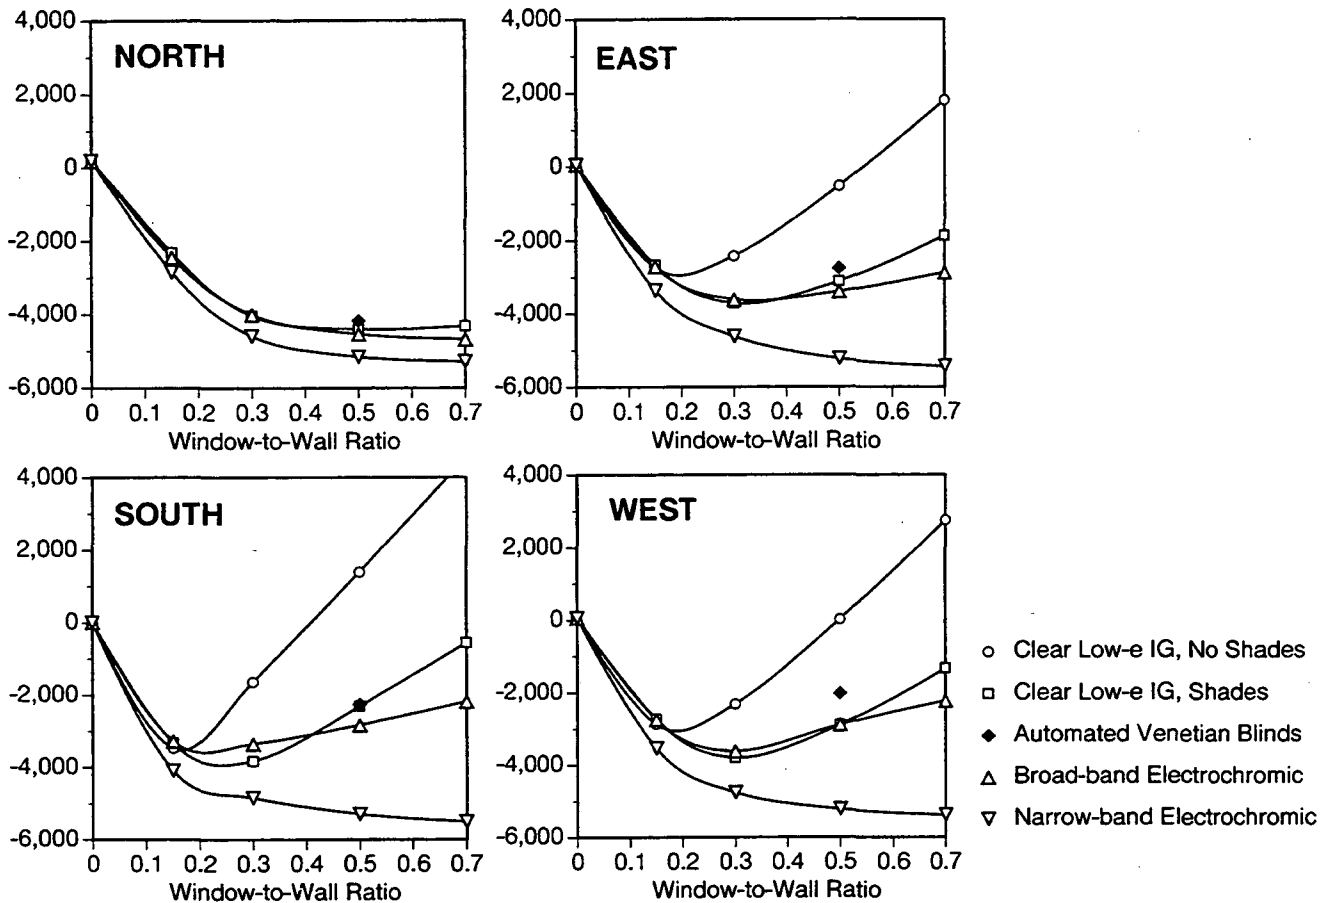 NORTH
4,000
2,000
0
-2,000
-4,000
-6,000
0 0.1 0.2 0.3 0.4 0.5 0.6 0.7
Window-to-Wall Ratio
EAST
4,000
2,000
0
-2,000
-4,000
-6,000
0 0.1 0.2 0.3 0.4 0.5 0.6 0.7
Window-to-Wall Ratio
SOUTH
4,000
2,000
0
-2,000
-4,000
-6,000
0 0.1 0.2 0.3 0.4 0.5 0.6 0.7
Window-to-Wall Ratio
WEST
4,000
2,000
0
-2,000
-4,000
-6,000
0 0.1 0.2 0.3 0.4 0.5 0.6 0.7
Window-to-Wall Ratio
Clear Low-e IG, No Shades
Clear Low-e IG, Shades
Automated Venetian Blinds
Broad-band Electrochromic
Narrow-band Electrochromic